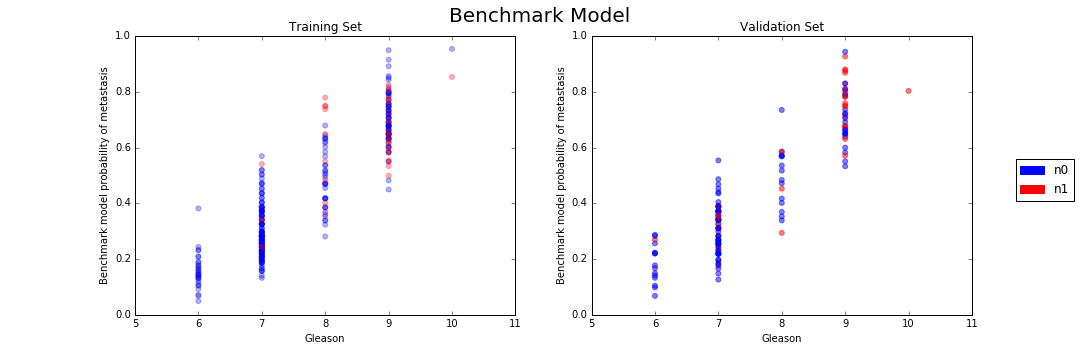 Benchmark Model
Training Set
Benchmark model probability of metastasis
1.0
0.8
0.6
0.4
0.2
0.0
5 6 7 8 9 10 11
Gleason
Validation Set
Benchmark model probability of metastasis
1.0
0.8
0.6
0.4
0.2
0.0
5 6 7 8 9 10 11
Gleason
n0
n1